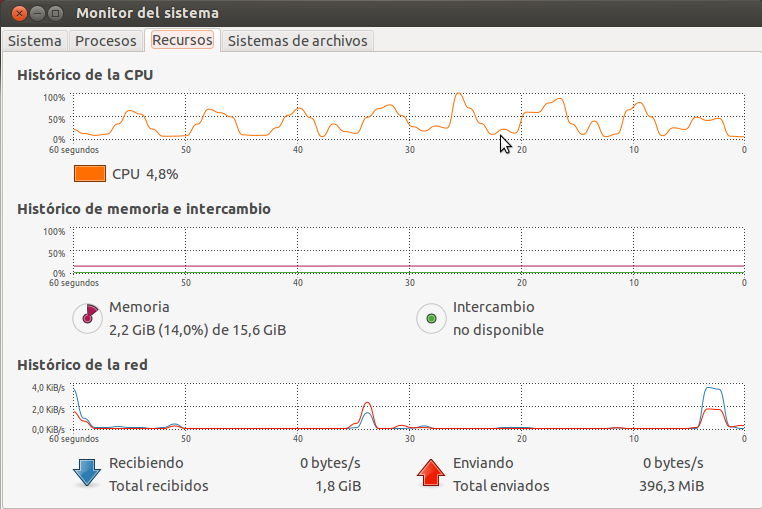 Monitor del sistema
Sistema Procesos Recursos Sistemas de archivos
Histórico de la CPU
100%
50%
0%
60 segundos 50 40 30 20 10 0
CPU 4,8%
Histórico de memoria e intercambio
100%
50%
0%
60 segundos 50 40 30 20 10 0
Memoria Intercambio
2,2 GiB (14,0%) de 15,6 GiB no disponible
Histórico de la red
4,0 KiB/s
2,0 KiB/s
0,0 KiB/s
60 segundos 50 40 30 20 10 0
Recibiendo 0 bytes/s Enviando 0 bytes/s
Total recibidos 1,8 GiB Total enviados 396,3 MiB